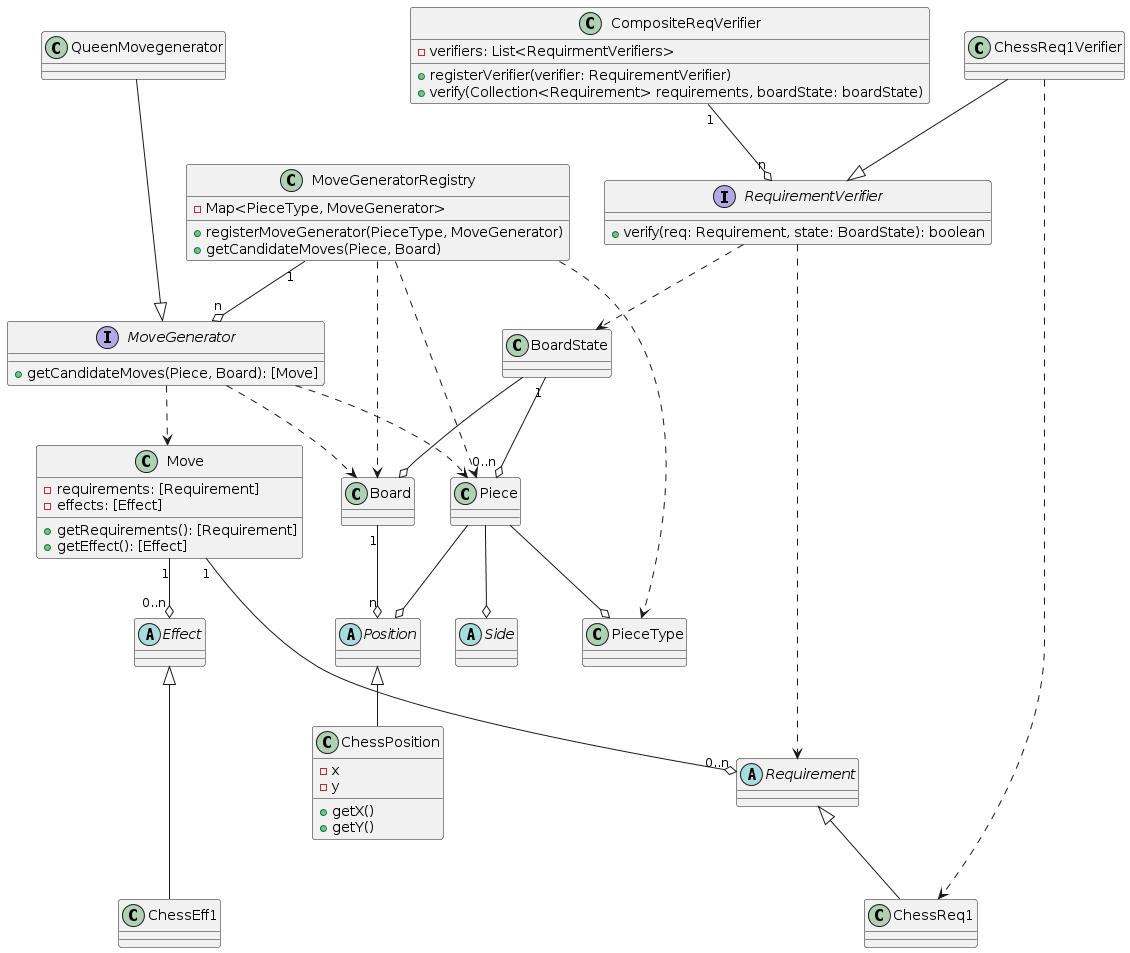 C CompositeReqVerifier
verifiers: List<RequirmentVerifiers>
registerVerifier(verifier: RequirementVerifier)
verify(Collection<Requirement> requirements, boardState: boardState)
C QueenMovegenerator
C ChessReq1Verifier
1
n
C MoveGeneratorRegistry
Map<PieceType, MoveGenerator>
registerMoveGenerator(PieceType, MoveGenerator)
getCandidateMoves(Piece, Board)
I RequirementVerifier
verify(req: Requirement, state: BoardState): boolean
1
n
I MoveGenerator
getCandidateMoves(Piece, Board): [Move]
C BoardState
1
0..n
C Move
requirements: [Requirement]
effects: [Effect]
getRequirements(): [Requirement]
getEffect(): [Effect]
C Board
C Piece
1
1
1
0..n
n
A Effect
A Position
A Side
C PieceType
C ChessPosition
x
y
getX()
getY()
0..n
A Requirement
C ChessEff1
C ChessReq1